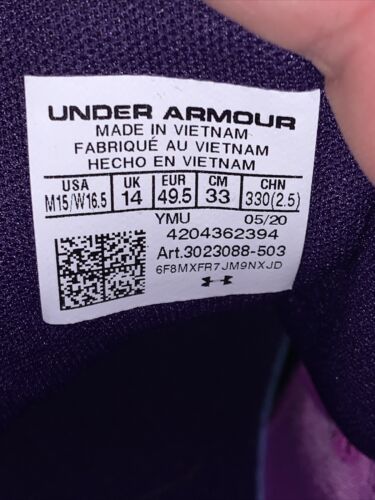 UNDER ARMOUR
MADE IN VIETNAM
FABRIQUÉ AU VIETNAM
HECHO EN VIETNAM
USA UK EUR CM CHN
M15/W16.5 14 49.5 33 330(2.5)
YMU 05/20
4204362394
Art.3023088-503
6F8MXFR7JM9NXJD